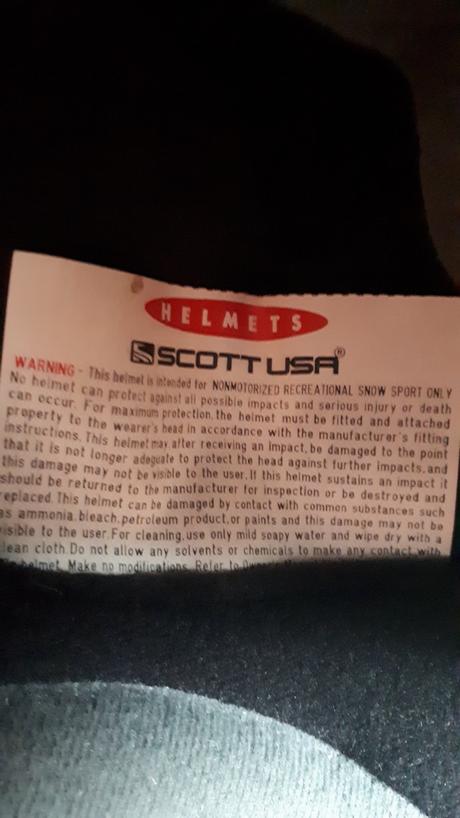 HELMETS
SCOTT USA®
WARNING - This helmet is intended for NONMOTORIZED RECREATIONAL SNOW SPORT ONLY
No helmet can protect against all possible impacts and serious injury or death
can occur. For maximum protection, the helmet must be fitted and attached
property to the wearer's head in accordance with the manufacturer's fitting
instructions. This helmet may after receiving an impact, be damaged to the point
that it is not longer adequate to protect the head against further impacts, and
this damage may not be visible to the user. If this helmet sustains an impact it
should be returned to the manufacturer for inspection or be destroyed and
replaced. This helmet can be damaged by contact with common substances such
as ammonia, bleach, petroleum product, or paints and this damage may not be
visible to the user. For cleaning, use only mild soapy water and wipe dry with a
clean cloth. Do not allow any solvents or chemicals to make any contact with
helmet. Make no modifications. Refer to